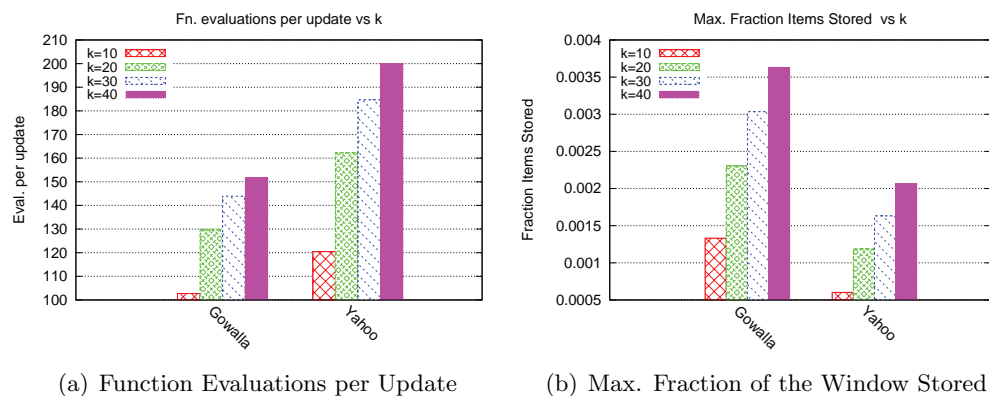 Fn. evaluations per update vs k
210
200
190
180
170
160
150
140
130
120
110
100
Eval. per update
k=10
k=20
k=30
k=40
Gowalla
Yahoo
(a) Function Evaluations per Update
Max. Fraction Items Stored vs k
0.004
0.0035
0.003
0.0025
0.002
0.0015
0.001
0.0005
Fraction Items Stored
k=10
k=20
k=30
k=40
Gowalla
Yahoo
(b) Max. Fraction of the Window Stored